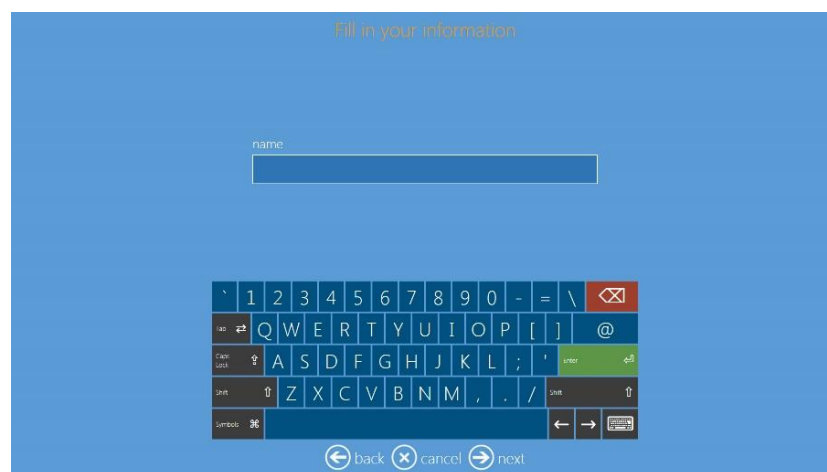 Fill in your information
name
` 1 2 3 4 5 6 7 8 9 0 - = \
Tab Q W E R T Y U I O P [ ] @
Caps Lock A S D F G H J K L ; ' Enter
Shift Z X C V B N M , . / Shift
Symbols
back cancel next